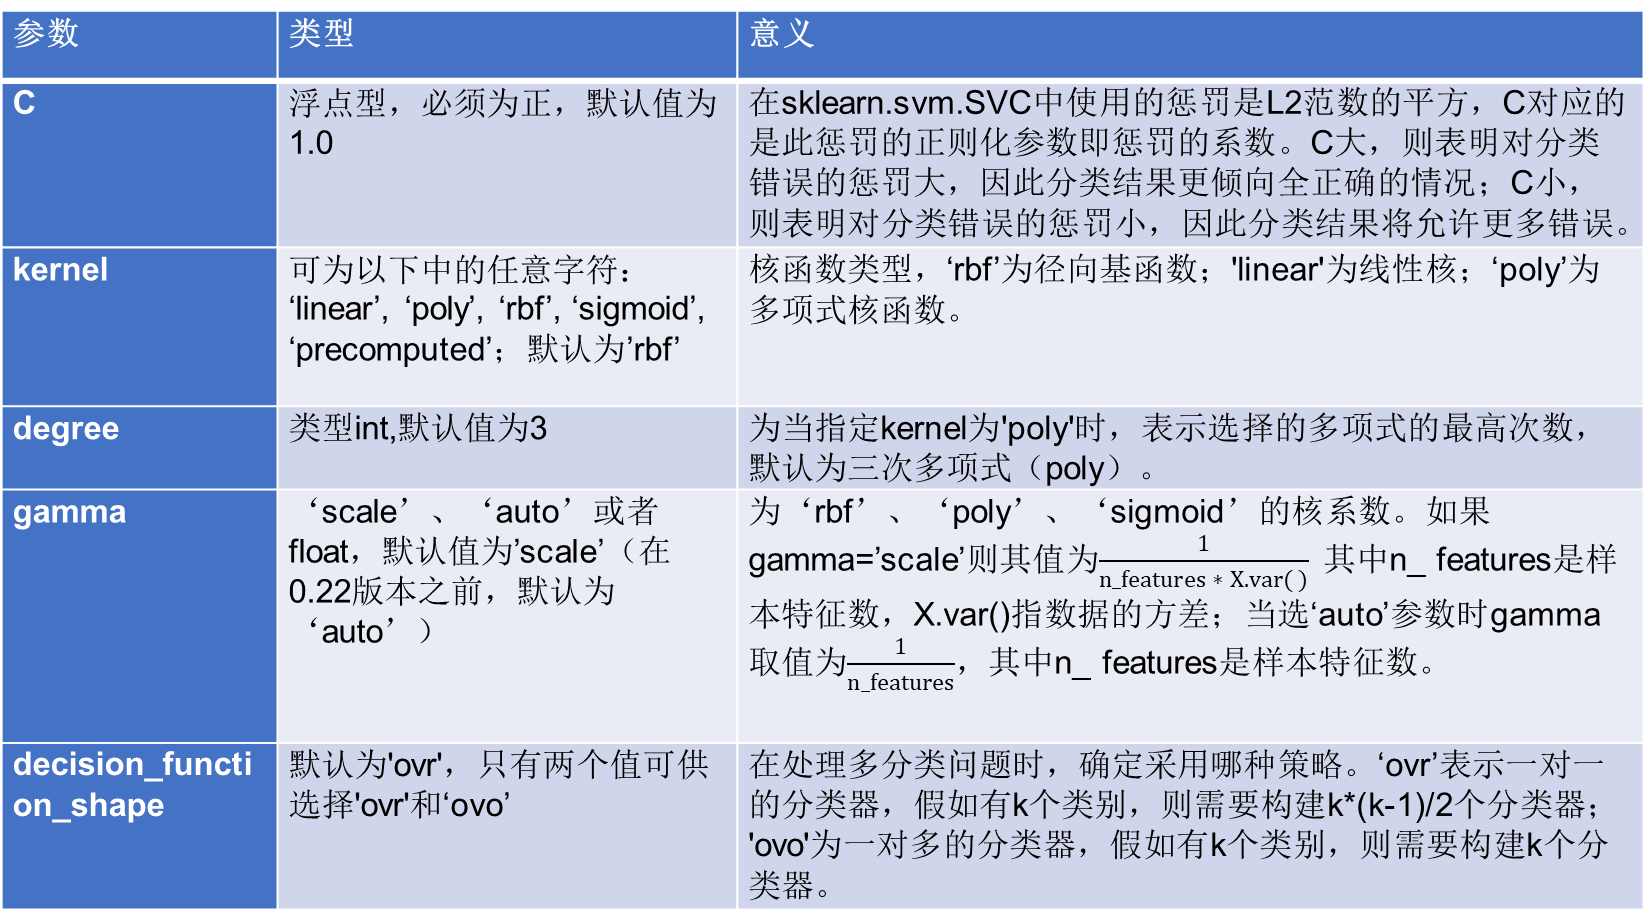 参数
类型
意义
C
浮点型，必须为正，默认值为
1.0
在sklearn.svm.SVC中使用的惩罚是L2范数的平方，C对应的
是此惩罚的正则化参数即惩罚的系数。C大，则表明对分类
错误的惩罚大，因此分类结果更倾向全正确的情况；C小，
则表明对分类错误的惩罚小，因此分类结果将允许更多错误。
kernel
可为以下中的任意字符：
‘linear’, ‘poly’, ‘rbf’, ‘sigmoid’,
‘precomputed’；默认为’rbf’
核函数类型，‘rbf’为径向基函数；'linear'为线性核；‘poly’为
多项式核函数。
degree
类型int,默认值为3
为当指定kernel为'poly'时，表示选择的多项式的最高次数，
默认为三次多项式（poly）。
gamma
‘scale’、‘auto’或者
float，默认值为’scale’（在
0.22版本之前，默认为
‘auto’）
为‘rbf’、‘poly’、‘sigmoid’的核系数。如果
gamma=’scale’则其值为1/(n_features * X.var()) 其中n_ features是样
本特征数，X.var()指数据的方差；当选‘auto’参数时gamma
取值为1/n_features，其中n_ features是样本特征数。
decision_functi
on_shape
默认为'ovr'，只有两个值可供
选择'ovr'和‘ovo’
在处理多分类问题时，确定采用哪种策略。‘ovr’表示一对一
的分类器，假如有k个类别，则需要构建k*(k-1)/2个分类器；
'ovo'为一对多的分类器，假如有k个类别，则需要构建k个分
类器。